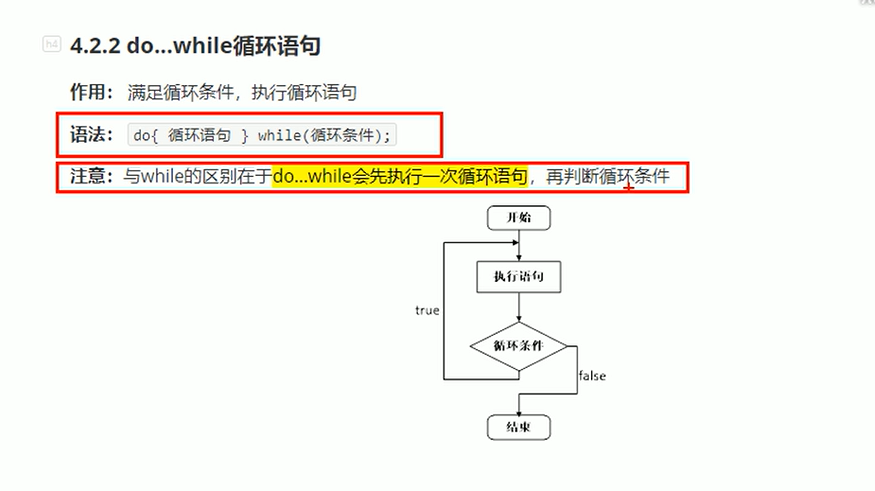 h4
4.2.2 do...while循环语句
作用： 满足循环条件，执行循环语句
语法： do{ 循环语句 } while(循环条件);
注意：与while的区别在于do...while会先执行一次循环语句，再判断循环条件
开始
执行语句
true
循环条件
false
结束